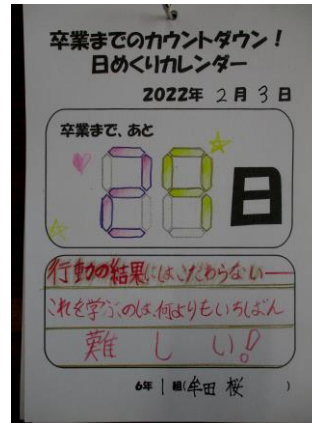 卒業までのカウントダウン!
日めくりカレンダー
2022年 2月 3日
卒業まで、あと
29日
行動の結果にはこだわらない―
これを学ぶのは、何よりもいちばん
難しい!
6年 1 組(牟田 桜 )